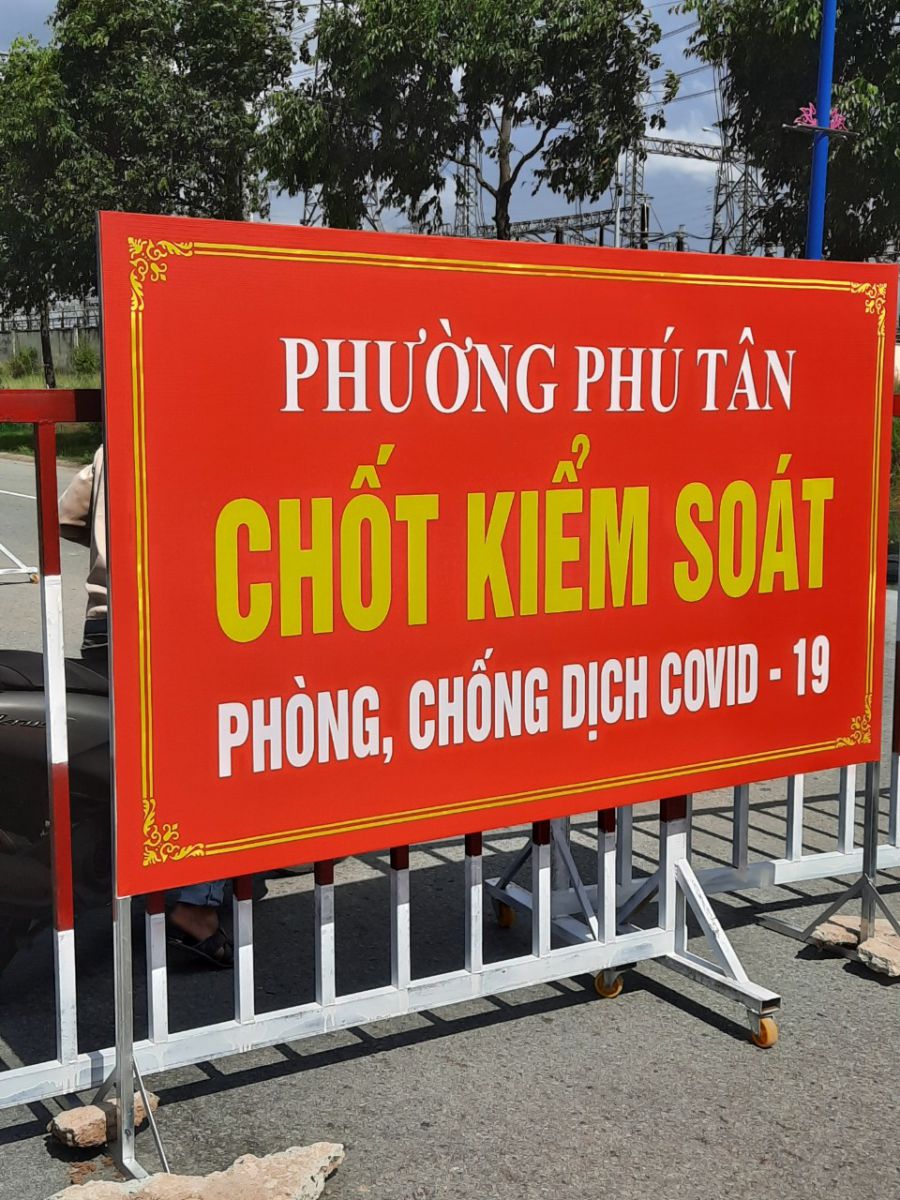 PHƯỜNG PHÚ TÂN
CHỐT KIỂM SOÁT
PHÒNG, CHỐNG DỊCH COVID - 19